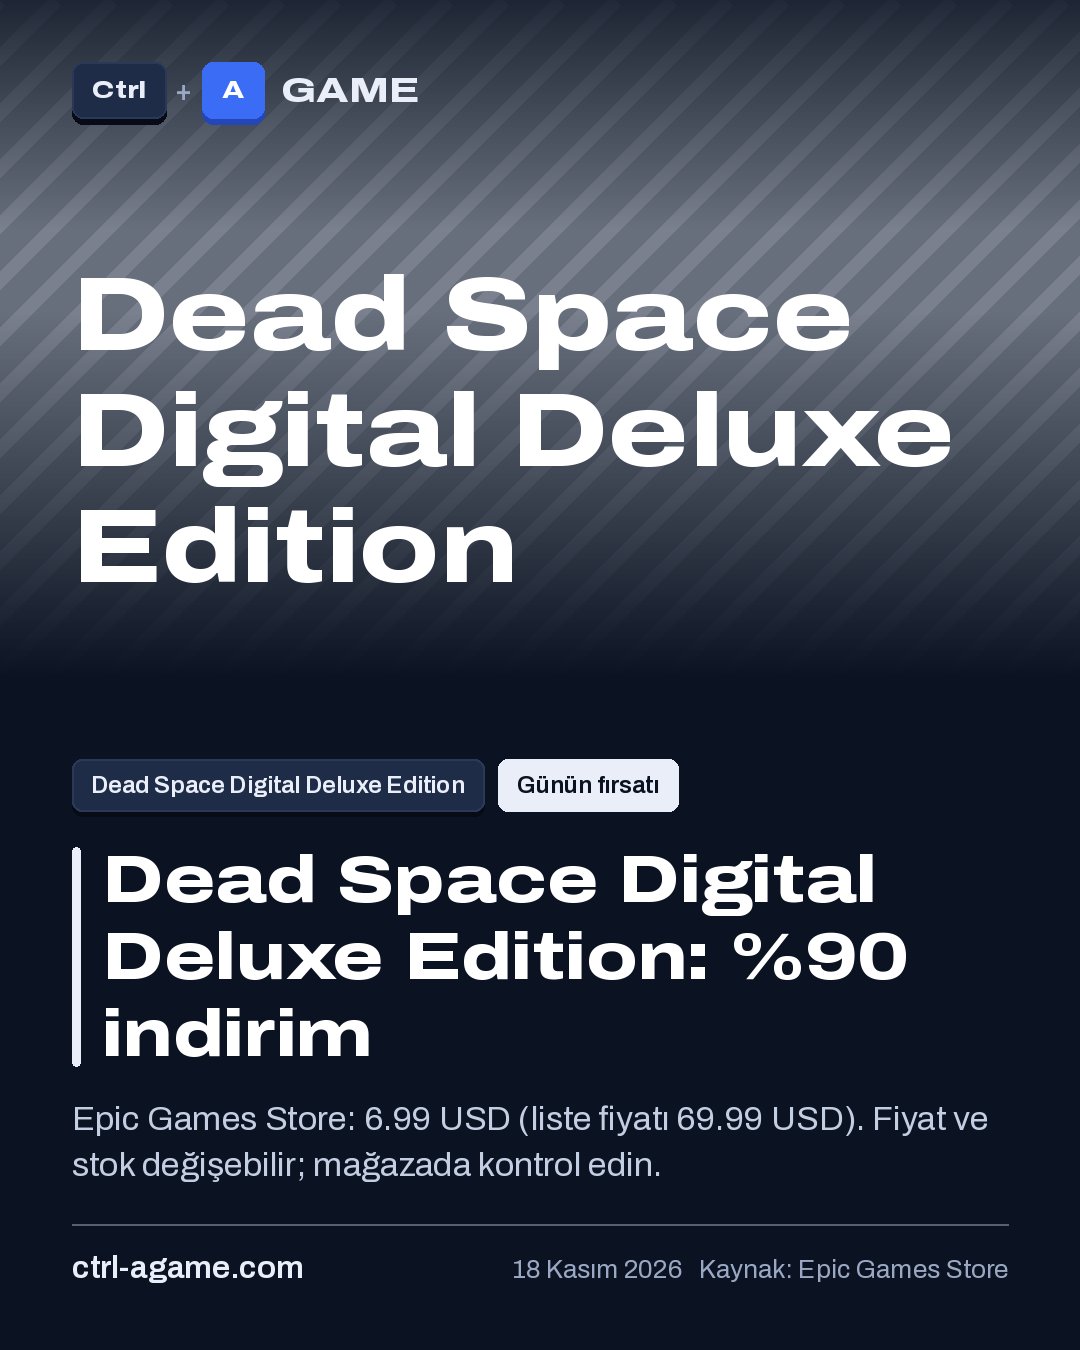 Ctrl + A GAME
Dead Space
Digital Deluxe
Edition
Dead Space Digital Deluxe Edition Günün fırsatı
Dead Space Digital
Deluxe Edition: %90
indirim
Epic Games Store: 6.99 USD (liste fiyatı 69.99 USD). Fiyat ve
stok değişebilir; mağazada kontrol edin.
ctrl-agame.com 18 Kasım 2026 Kaynak: Epic Games Store